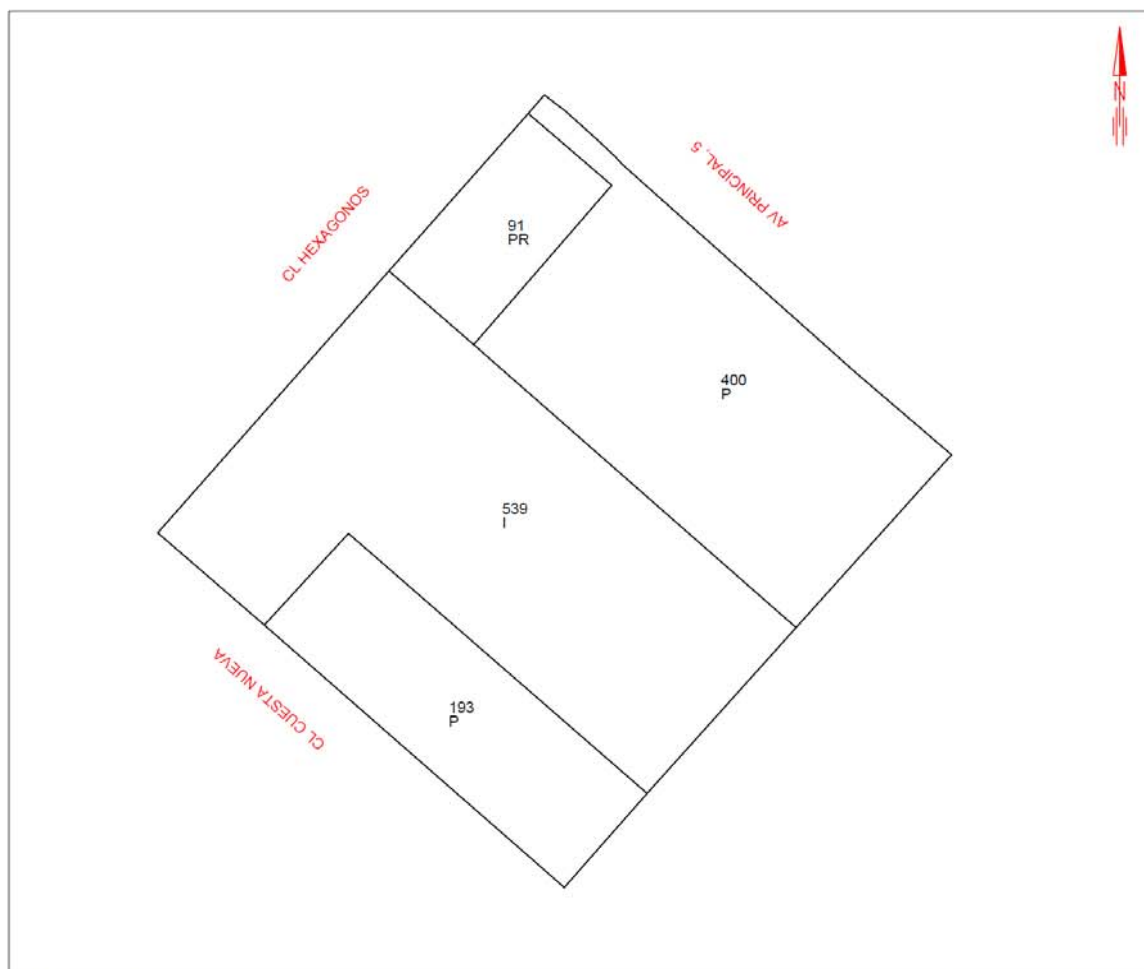 N
AV PRINCIPAL, 5
CL HEXAGONOS
91
PR
400
P
539
I
CL CUESTA NUEVA
193
P